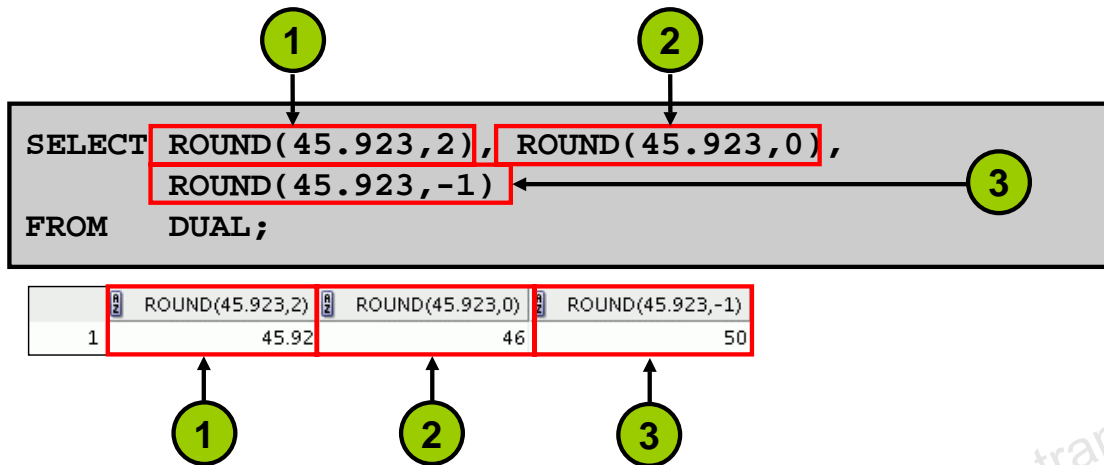 1 2
SELECT ROUND(45.923,2), ROUND(45.923,0),
ROUND(45.923,-1) 3
FROM DUAL;
ROUND(45.923,2) ROUND(45.923,0) ROUND(45.923,-1)
1 45.92 46 50
1 2 3